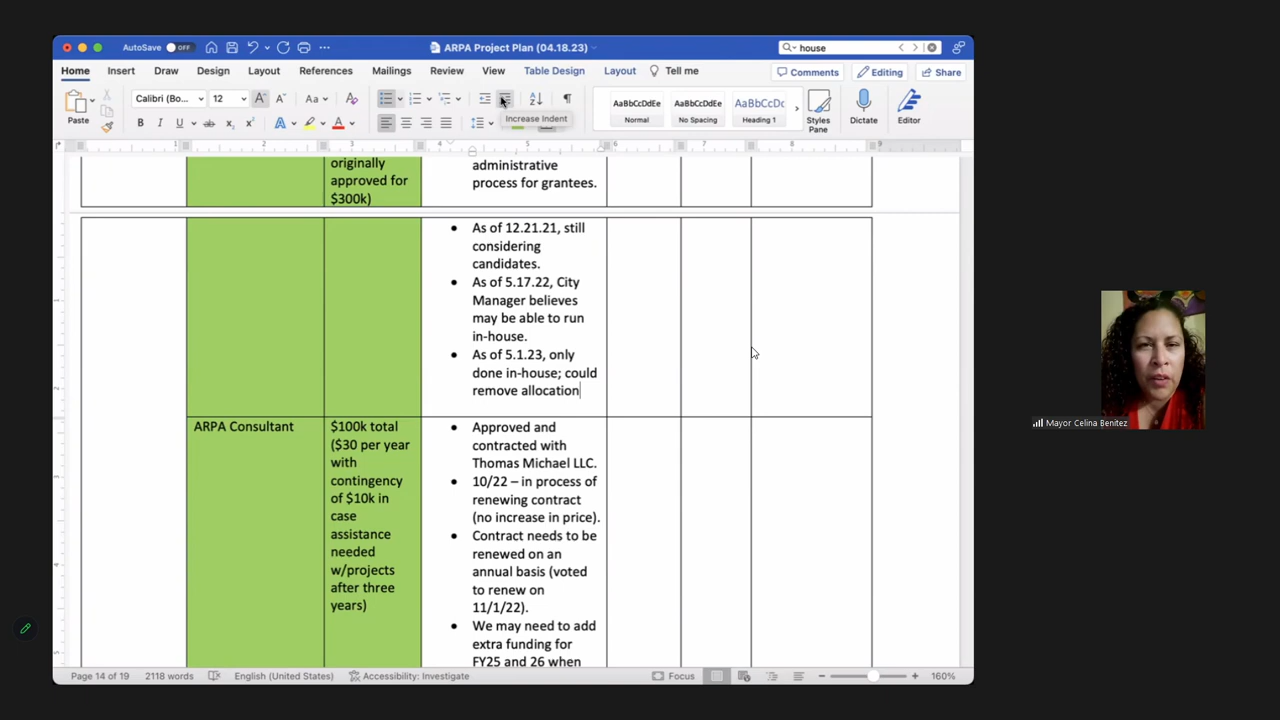 AutoSave OFF
ARPA Project Plan (04.18.23)
house
Home Insert Draw Design Layout References Mailings Review View Table Design Layout Tell me
Comments Editing Share
Paste
Calibri (Bo... 12
Increase Indent
AaBbCcDdEe
Normal
AaBbCcDdEe
No Spacing
AaBbCcDc
Heading 1
Styles
Pane
Dictate
Editor
originally
approved for
$300k)
administrative
process for grantees.
• As of 12.21.21, still
considering
candidates.
• As of 5.17.22, City
Manager believes
may be able to run
in-house.
• As of 5.1.23, only
done in-house; could
remove allocation
ARPA Consultant
$100k total
($30 per year
with
contingency
of $10k in
case
assistance
needed
w/projects
after three
years)
• Approved and
contracted with
Thomas Michael LLC.
• 10/22 – in process of
renewing contract
(no increase in price).
• Contract needs to be
renewed on an
annual basis (voted
to renew on
11/1/22).
• We may need to add
extra funding for
FY25 and 26 when
Page 14 of 19 2118 words English (United States) Accessibility: Investigate Focus 160%
Mayor Celina Benitez